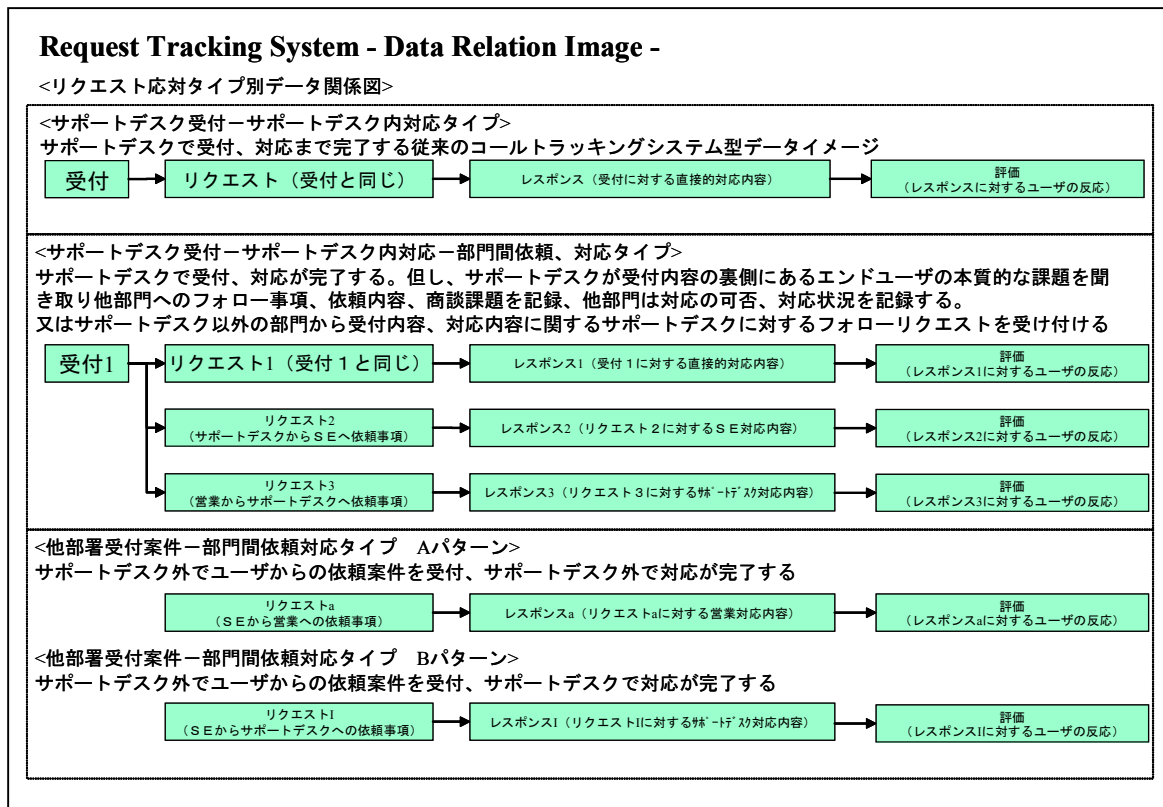 Request Tracking System - Data Relation Image -
<リクエスト応対タイプ別データ関係図>
<サポートデスク受付－サポートデスク内対応タイプ>
サポートデスクで受付、対応まで完了する従来のコールトラッキングシステム型データイメージ
受付
リクエスト（受付と同じ）
レスポンス（受付に対する直接的対応内容）
評価
（レスポンスに対するユーザの反応）
<サポートデスク受付－サポートデスク内対応－部門間依頼、対応タイプ>
サポートデスクで受付、対応が完了する。但し、サポートデスクが受付内容の裏側にあるエンドユーザの本質的な課題を聞
き取り他部門へのフォロー事項、依頼内容、商談課題を記録、他部門は対応の可否、対応状況を記録する。
又はサポートデスク以外の部門から受付内容、対応内容に関するサポートデスクに対するフォローリクエストを受け付ける
受付1
リクエスト1（受付１と同じ）
レスポンス1（受付１に対する直接的対応内容）
評価
（レスポンス1に対するユーザの反応）
リクエスト2
（サポートデスクからＳＥへ依頼事項）
レスポンス2（リクエスト２に対するＳＥ対応内容）
評価
（レスポンス2に対するユーザの反応）
リクエスト3
（営業からサポートデスクへ依頼事項）
レスポンス3（リクエスト３に対するｻﾎﾟｰﾄﾃﾞｽｸ対応内容）
評価
（レスポンス3に対するユーザの反応）
<他部署受付案件－部門間依頼対応タイプ　Aパターン>
サポートデスク外でユーザからの依頼案件を受付、サポートデスク外で対応が完了する
リクエストa
（ＳＥから営業への依頼事項）
レスポンスa（リクエストaに対する営業対応内容）
評価
（レスポンスaに対するユーザの反応）
<他部署受付案件－部門間依頼対応タイプ　Bパターン>
サポートデスク外でユーザからの依頼案件を受付、サポートデスクで対応が完了する
リクエストI
（ＳＥからサポートデスクへの依頼事項）
レスポンスI（リクエストIに対するｻﾎﾟｰﾄﾃﾞｽｸ対応内容）
評価
（レスポンスIに対するユーザの反応）